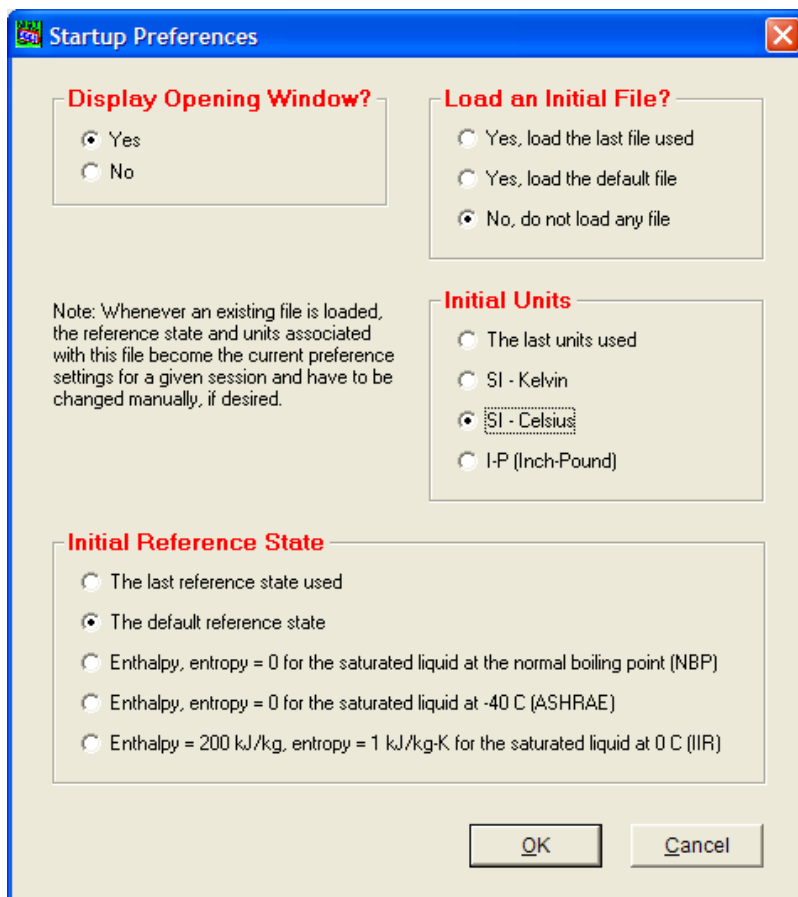 Startup Preferences
Display Opening Window?
Yes
No
Load an Initial File?
Yes, load the last file used
Yes, load the default file
No, do not load any file
Note: Whenever an existing file is loaded,
the reference state and units associated
with this file become the current preference
settings for a given session and have to be
changed manually, if desired.
Initial Units
The last units used
SI - Kelvin
SI - Celsius
I-P (Inch-Pound)
Initial Reference State
The last reference state used
The default reference state
Enthalpy, entropy = 0 for the saturated liquid at the normal boiling point (NBP)
Enthalpy, entropy = 0 for the saturated liquid at -40 C (ASHRAE)
Enthalpy = 200 kJ/kg, entropy = 1 kJ/kg-K for the saturated liquid at 0 C (IIR)
OK
Cancel